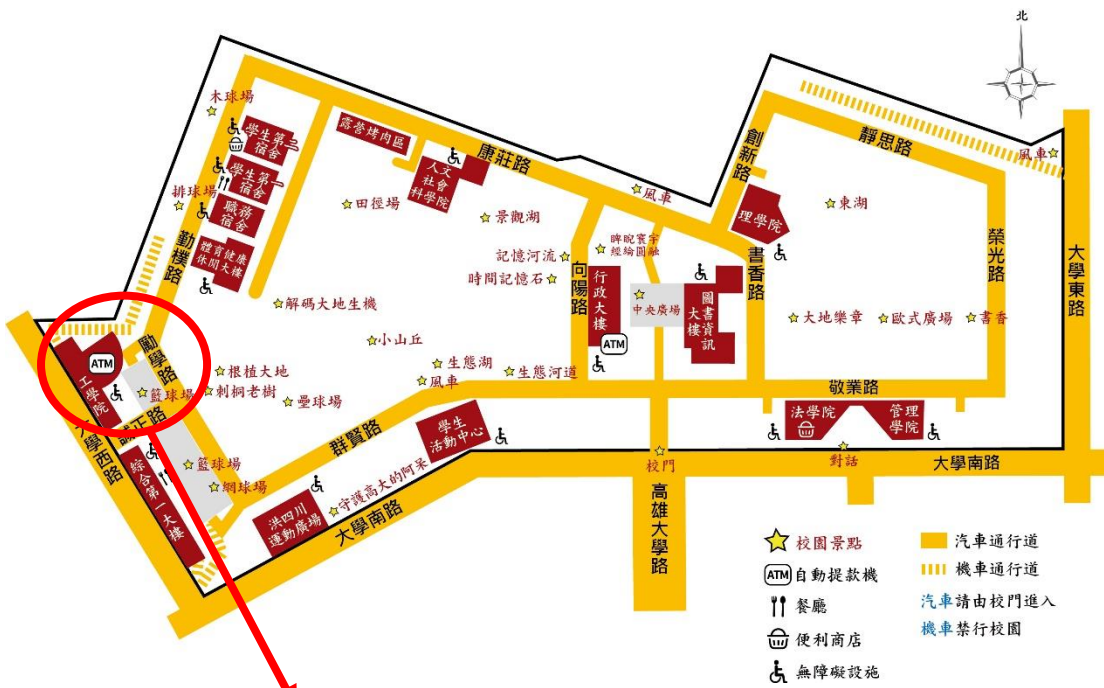 北
木球場
學生第二
宿舍
學生第一
宿舍
職務
宿舍
排球場
體育健康
休閒大樓
勤樸路
露營烤肉區
人文
社會
科學院
康莊路
田徑場
景觀湖
風車
記憶河流
時間記憶石
睥睨寰宇
經綸圓融
向陽路
行政大樓
ATM
中央廣場
圖書資訊
大樓
書香路
創新路
靜思路
理學院
東湖
風車
榮光路
大學東路
大地樂章
歐式廣場
書香
解碼大地生機
小山丘
生態湖
風車
生態河道
敬業路
ATM
工學院
勵學路
籃球場
根植大地
刺桐老樹
壘球場
誠正路
大學西路
群賢路
學生
活動中心
法學院
管理
學院
對話
校門
大學南路
綜合第一大樓
籃球場
網球場
洪四川
運動廣場
守護高大的阿呆
大學南路
高雄大學路
校園景點
ATM自動提款機
餐廳
便利商店
無障礙設施
汽車通行道
機車通行道
汽車請由校門進入
機車禁行校園